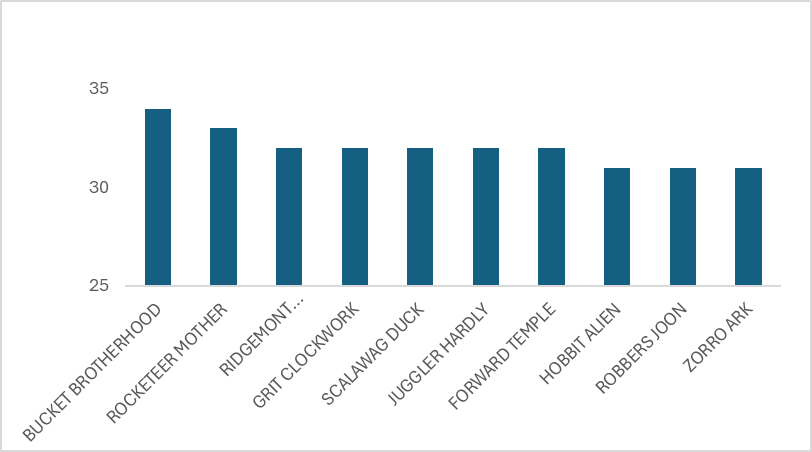 35
30
25
BUCKET BROTHERHOOD
ROCKETEER MOTHER
RIDGEMONT...
GRIT CLOCKWORK
SCALAWAG DUCK
JUGGLER HARDLY
FORWARD TEMPLE
HOBBIT ALIEN
ROBBERS JOON
ZORRO ARK